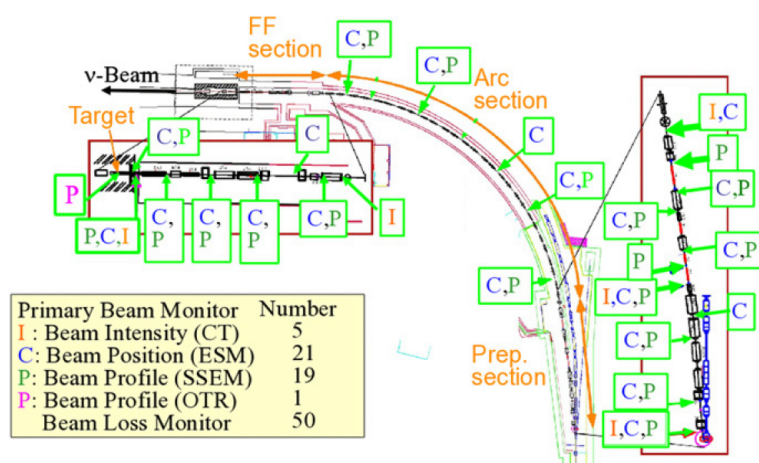 FF
section
C,P
C,P
Arc
section
ν-Beam
Target
C,P
C
C
I,C
P
P
C,P
C,P
C,P
C,P
P,C,I
C,
P
C,
P
C,
P
C,P
I
C,P
P
C,P
I,C,P
C
Prep.
section
C,P
C,P
I,C,P
Primary Beam Monitor Number
I : Beam Intensity (CT) 5
C: Beam Position (ESM) 21
P: Beam Profile (SSEM) 19
P: Beam Profile (OTR) 1
Beam Loss Monitor 50